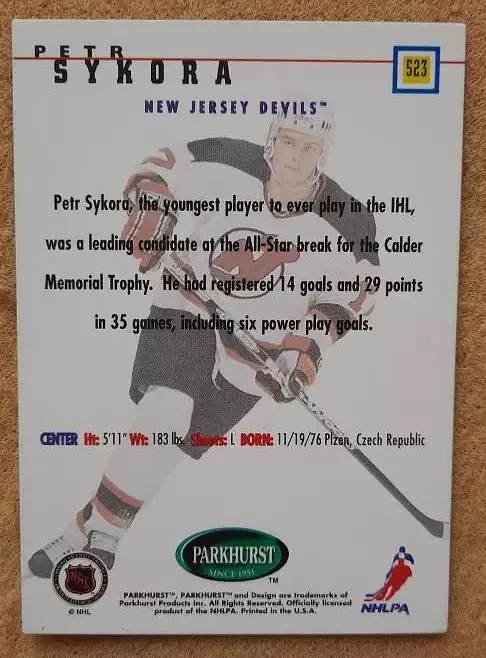 PETR
SYKORA
523
NEW JERSEY DEVILS™
Petr Sykora, the youngest player to ever play in the IHL,
was a leading candidate at the All-Star break for the Calder
Memorial Trophy. He had registered 14 goals and 29 points
in 35 games, including six power play goals.
CENTER Ht: 5'11" Wt: 183 lbs. Shoots: L BORN: 11/19/76 Plzen, Czech Republic
PARKHURST
SINCE 1951
™
NHL
© NHL
PARKHURST™, PARKHURST™ and Design are trademarks of
Parkhurst Products Inc. All Rights Reserved. Officially licensed
product of the NHLPA. Printed in the U.S.A.
NHLPA